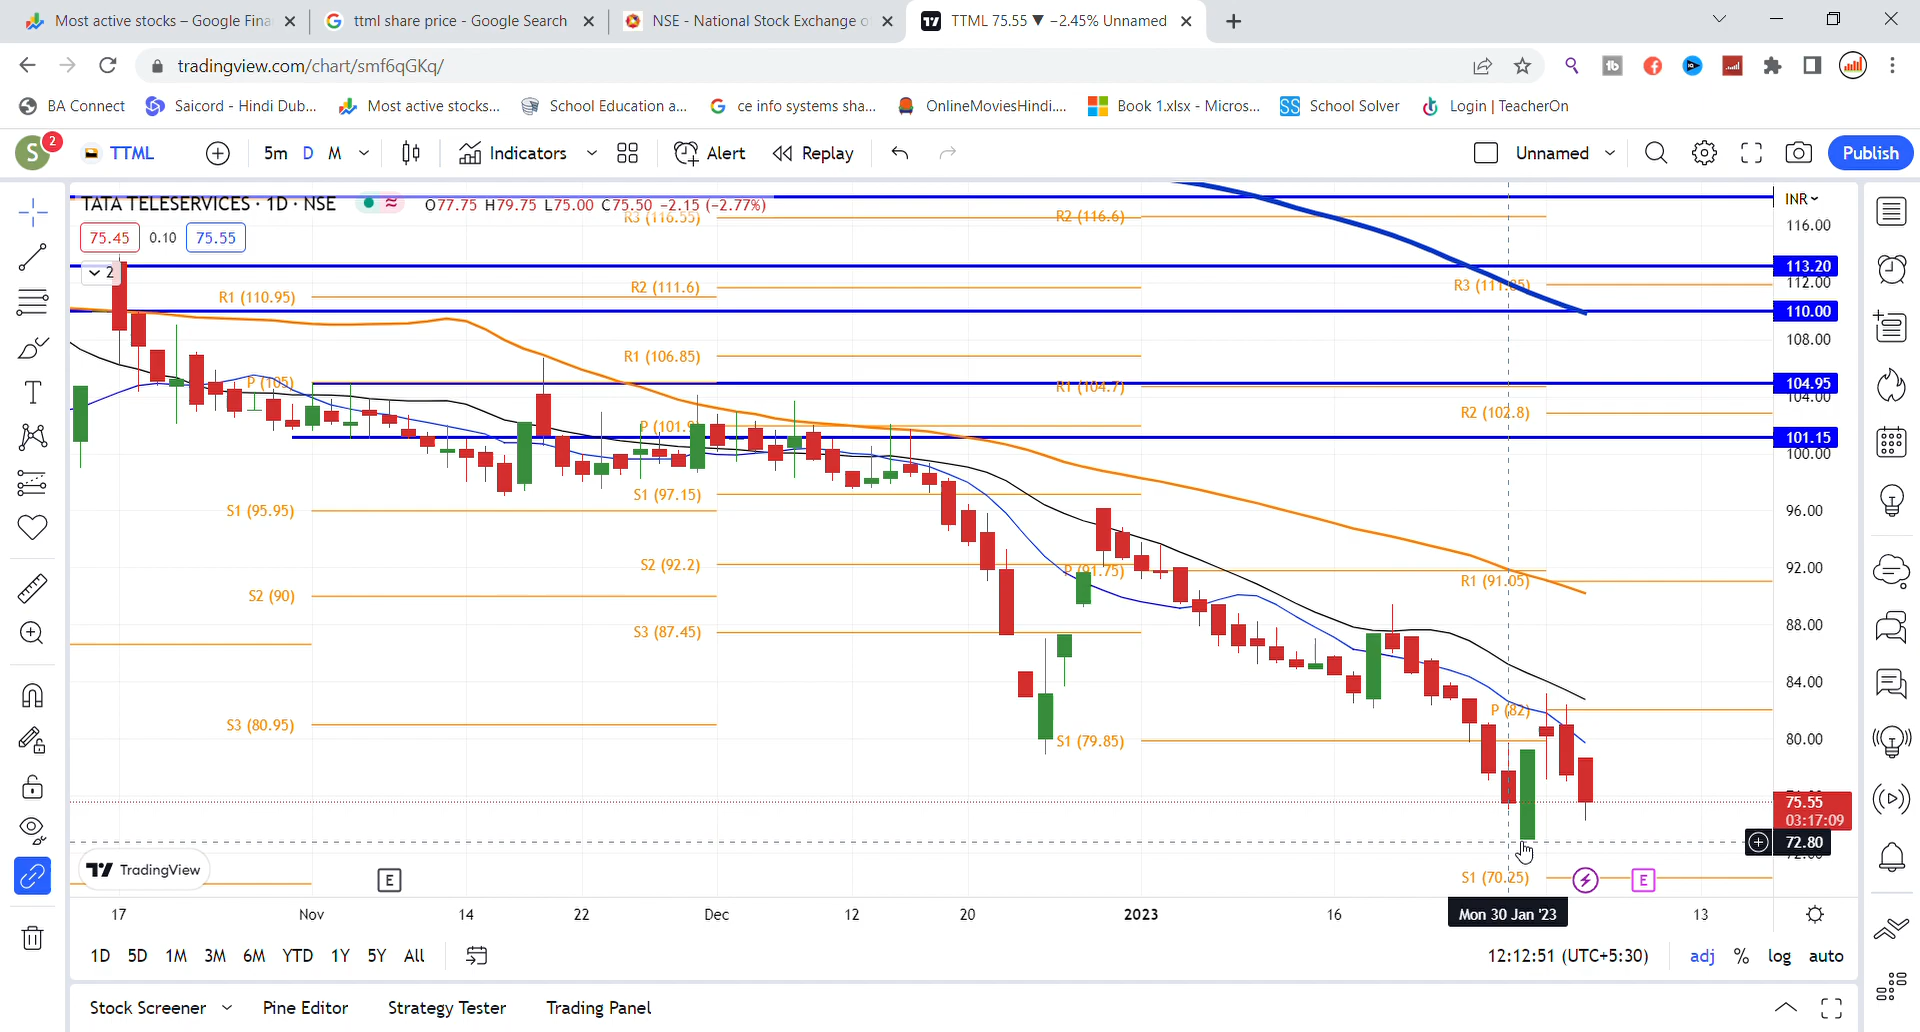 Most active stocks – Google Fina
ttml share price - Google Search
NSE - National Stock Exchange o
TTML 75.55 ▼ −2.45% Unnamed
tradingview.com/chart/smf6qGKq/
BA Connect
Saicord - Hindi Dub...
Most active stocks...
School Education a...
ce info systems sha...
OnlineMoviesHindi....
Book 1.xlsx - Micros...
SS School Solver
Login | TeacherOn
S 2
TTML
5m D M
Indicators
Alert
Replay
Unnamed
Publish
TATA TELESERVICES · 1D · NSE
O77.75 H79.75 L75.00 C75.50 −2.15 (−2.77%)
INR
R3 (116.55)
R2 (116.6)
116.00
75.45 0.10 75.55
2
113.20
R1 (110.95)
R2 (111.6)
112.00
110.00
108.00
R1 (106.85)
P (105)
R1 (104.7)
104.95
104.00
R2 (102.8)
101.15
100.00
S1 (97.15)
S1 (95.95)
96.00
S2 (92.2)
P (91.75)
92.00
R1 (91.05)
S2 (90)
S3 (87.45)
88.00
84.00
P (82)
S3 (80.95)
S1 (79.85)
80.00
75.55
03:17:09
72.80
TradingView
E
S1 (70.25)
E
17 Nov 14 22 Dec 12 20 2023 16 Mon 30 Jan '23 13
1D 5D 1M 3M 6M YTD 1Y 5Y All
12:12:51 (UTC+5:30)
adj % log auto
Stock Screener
Pine Editor
Strategy Tester
Trading Panel